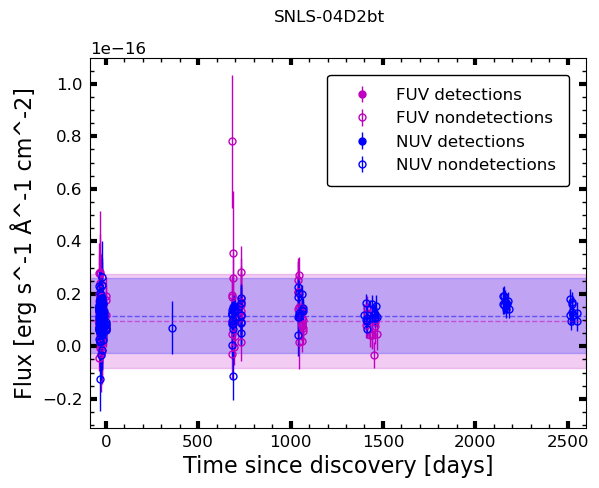 SNLS-04D2bt
1e−16
FUV detections
FUV nondetections
NUV detections
NUV nondetections
1.0
0.8
0.6
0.4
0.2
0.0
−0.2
Flux [erg s^-1 Å^-1 cm^-2]
0 500 1000 1500 2000 2500
Time since discovery [days]